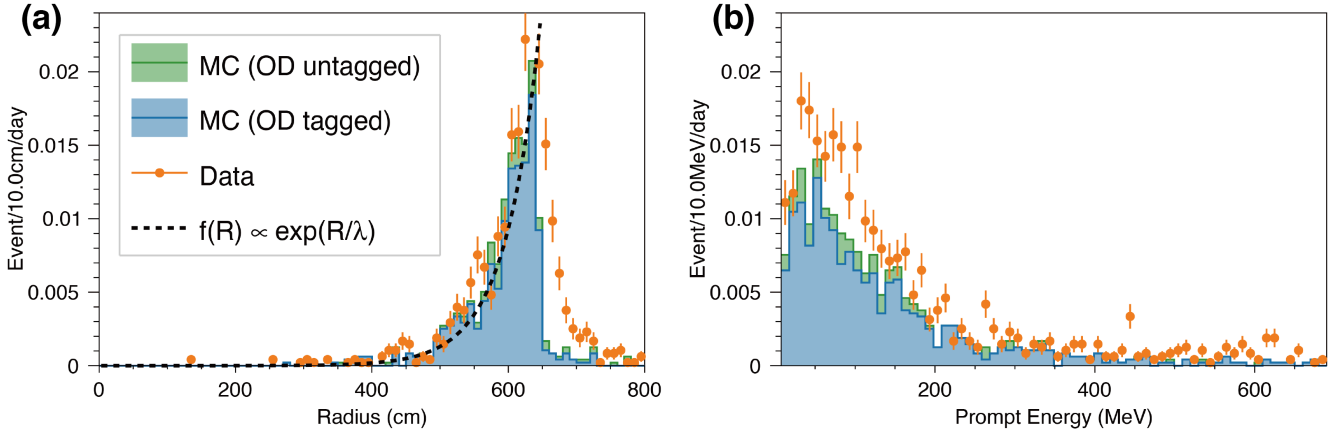 (a)
Event/10.0cm/day
0.02
0.015
0.01
0.005
0
MC (OD untagged)
MC (OD tagged)
Data
f(R) ∝ exp(R/λ)
0 200 400 600 800
Radius (cm)
(b)
Event/10.0MeV/day
0.02
0.015
0.01
0.005
0
200 400 600
Prompt Energy (MeV)